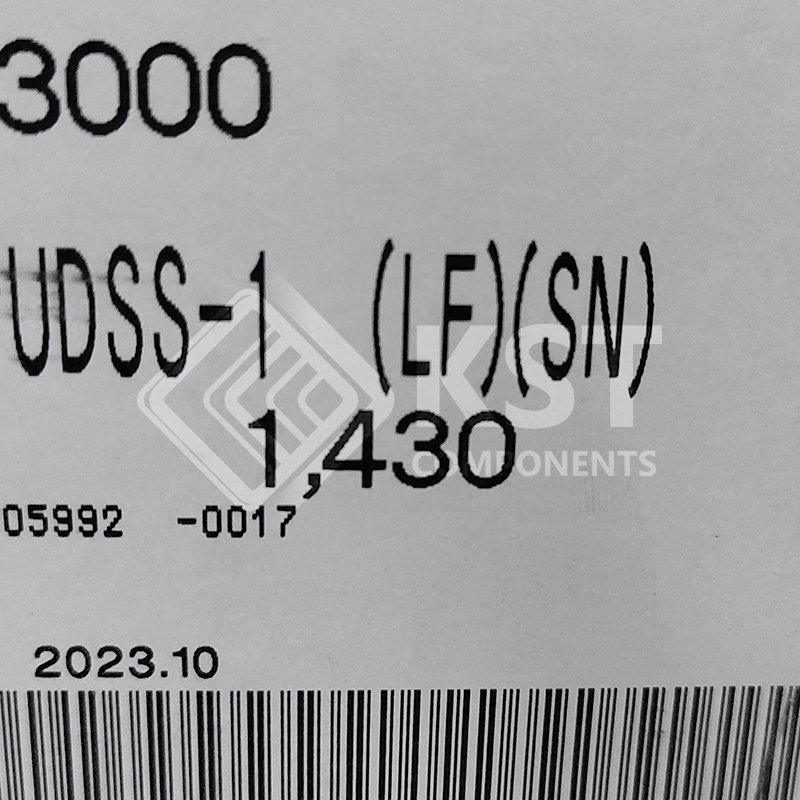 3000
UDSS-1 (LF)(SN)
KST
COMPONENTS
1,430
05992 -0017
2023.10